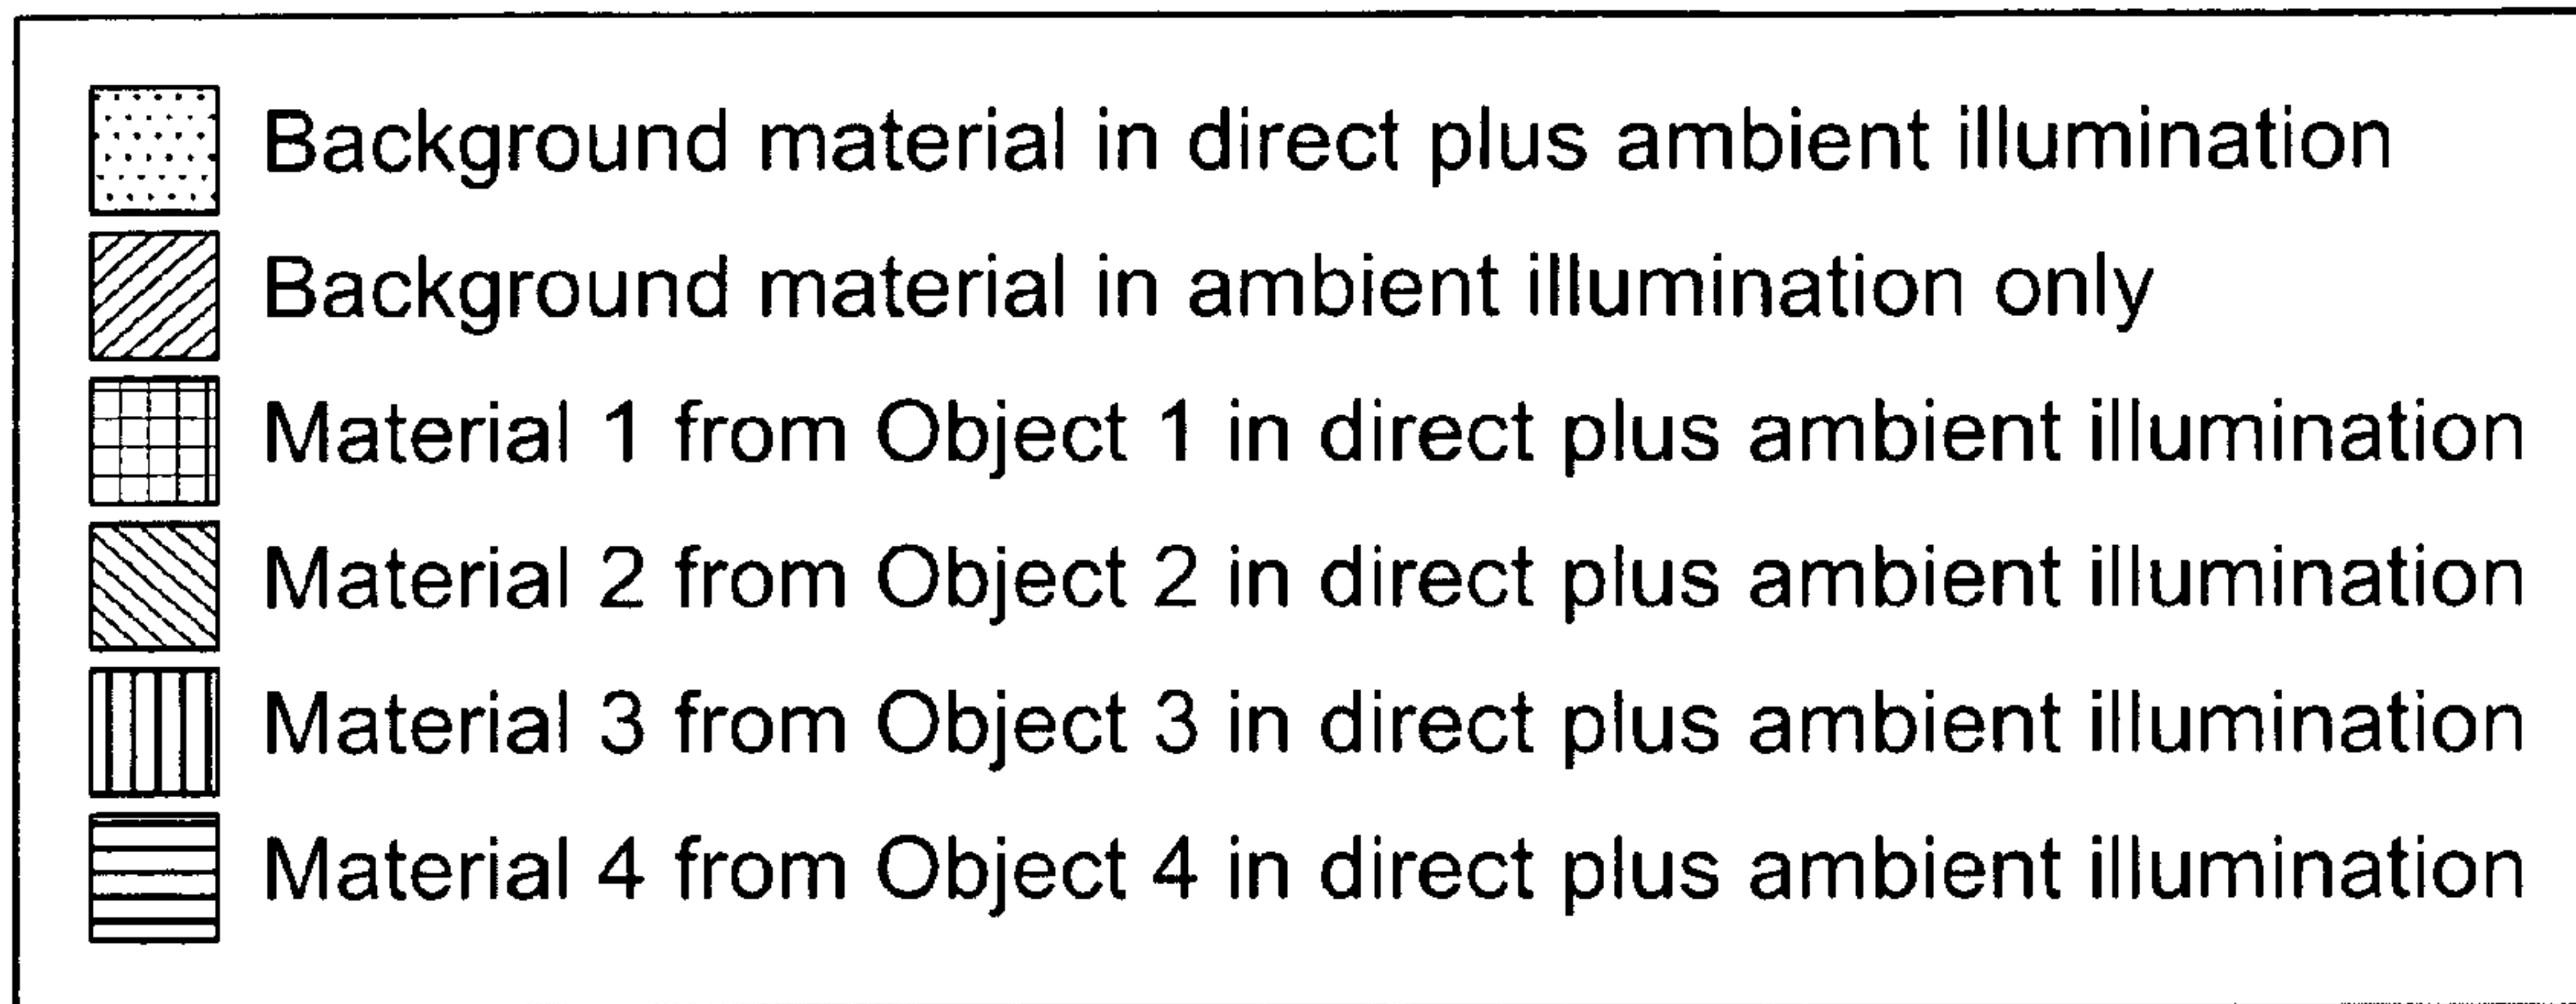 Background material in direct plus ambient illumination
Background material in ambient illumination only
Material 1 from Object 1 in direct plus ambient illumination
Material 2 from Object 2 in direct plus ambient illumination
Material 3 from Object 3 in direct plus ambient illumination
Material 4 from Object 4 in direct plus ambient illumination